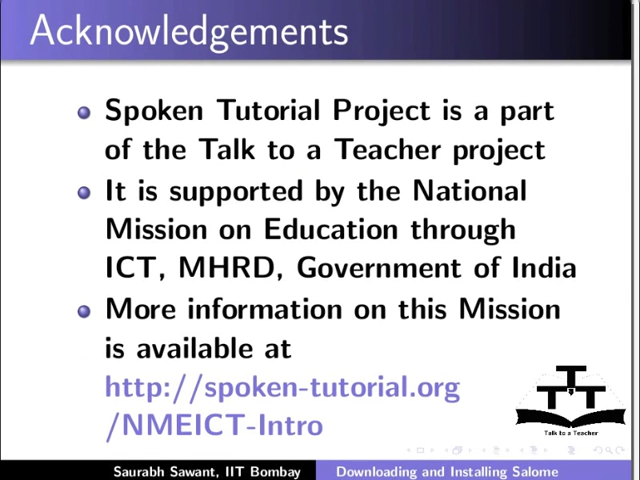 Acknowledgements
Spoken Tutorial Project is a part
of the Talk to a Teacher project
It is supported by the National
Mission on Education through
ICT, MHRD, Government of India
More information on this Mission
is available at
http://spoken-tutorial.org
/NMEICT-Intro
T T T
Talk to a Teacher
Saurabh Sawant, IIT Bombay
Downloading and Installing Salome